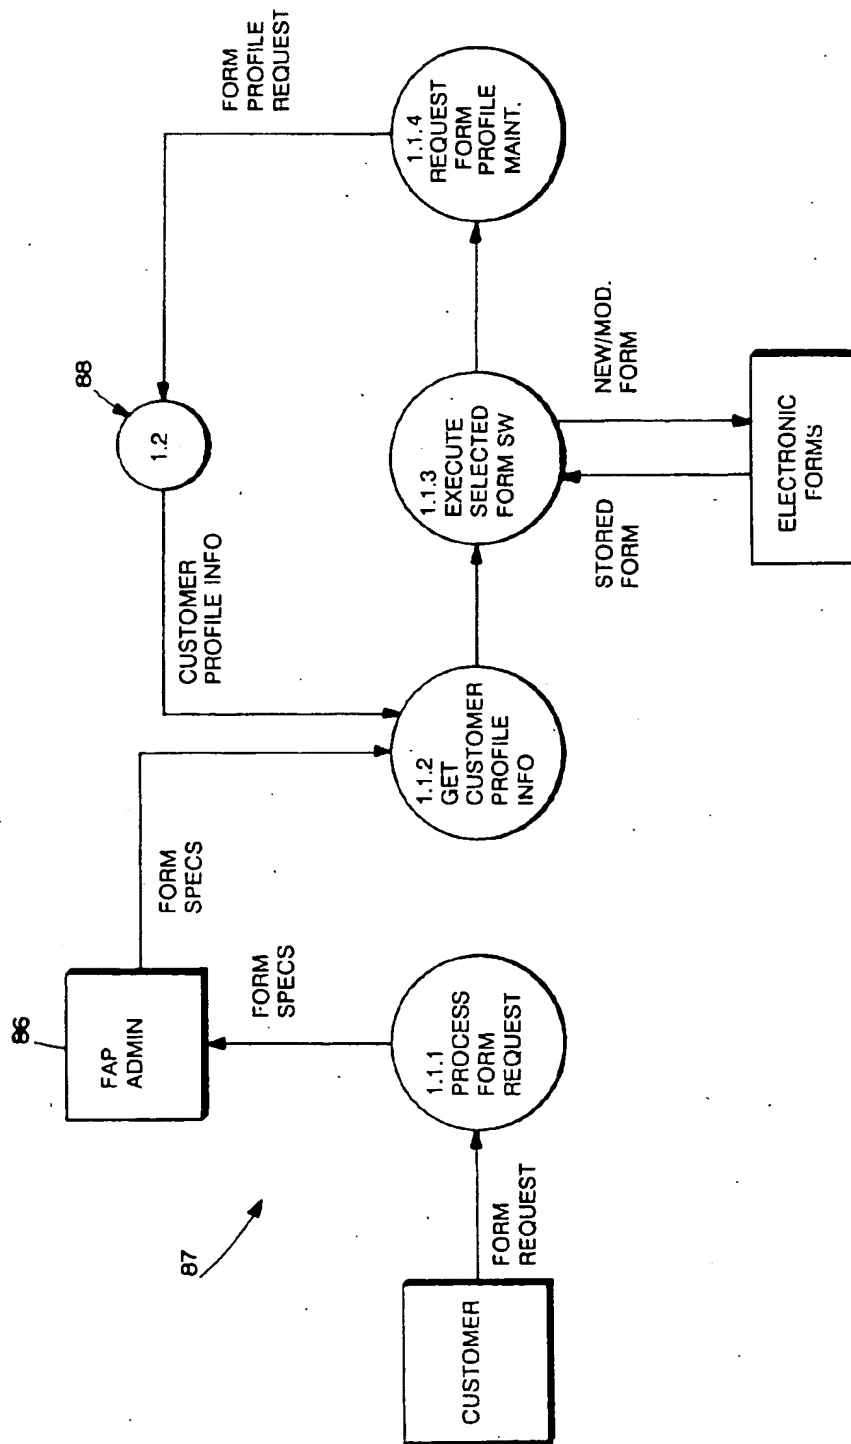 86
FAP
ADMIN
FORM
SPECS
FORM
SPECS
87
CUSTOMER
FORM
REQUEST
1.1.1
PROCESS
FORM
REQUEST
88
1.2
CUSTOMER
PROFILE INFO
FORM
PROFILE
REQUEST
1.1.2
GET
CUSTOMER
PROFILE
INFO
1.1.3
EXECUTE
SELECTED
FORM SW
1.1.4
REQUEST
FORM
PROFILE
MAINT.
STORED
FORM
NEW/MOD.
FORM
ELECTRONIC
FORMS